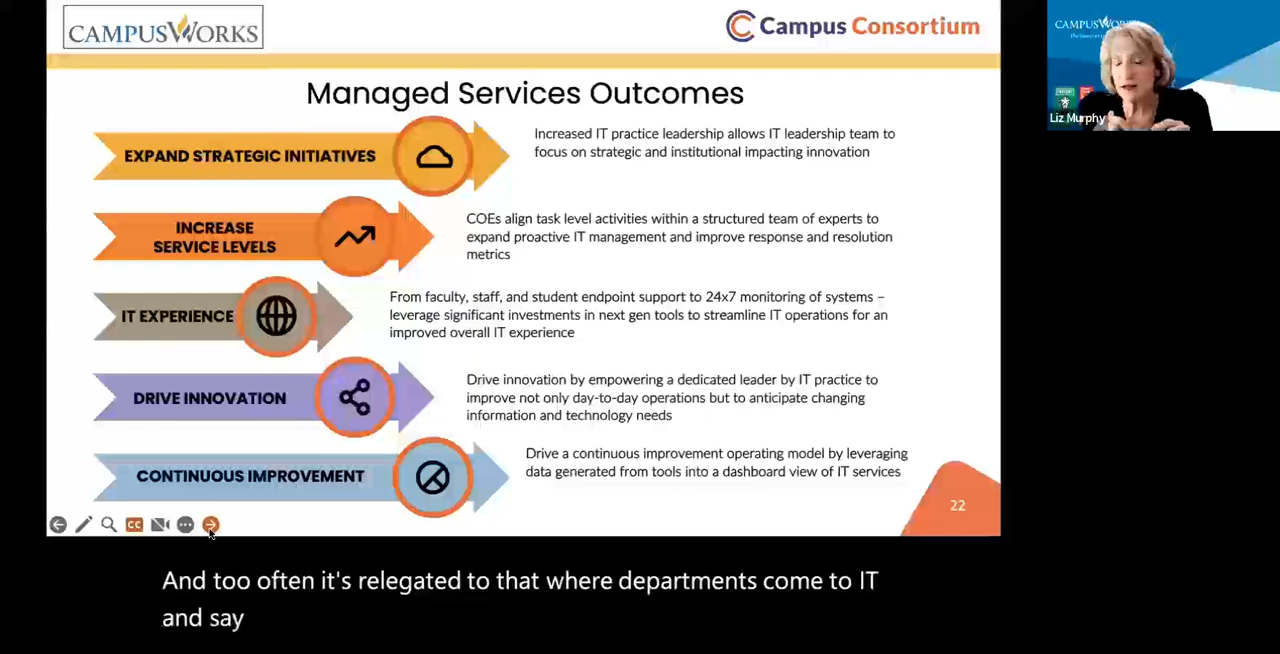 CAMPUSWORKS
Campus Consortium
Managed Services Outcomes
EXPAND STRATEGIC INITIATIVES
Increased IT practice leadership allows IT leadership team to
focus on strategic and institutional impacting innovation
INCREASE
SERVICE LEVELS
COEs align task level activities within a structured team of experts to
expand proactive IT management and improve response and resolution
metrics
IT EXPERIENCE
From faculty, staff, and student endpoint support to 24x7 monitoring of systems –
leverage significant investments in next gen tools to streamline IT operations for an
improved overall IT experience
DRIVE INNOVATION
Drive innovation by empowering a dedicated leader by IT practice to
improve not only day-to-day operations but to anticipate changing
information and technology needs
CONTINUOUS IMPROVEMENT
Drive a continuous improvement operating model by leveraging
data generated from tools into a dashboard view of IT services
22
CC
And too often it's relegated to that where departments come to IT
and say
CAMPUSWORKS
Liz Murphy